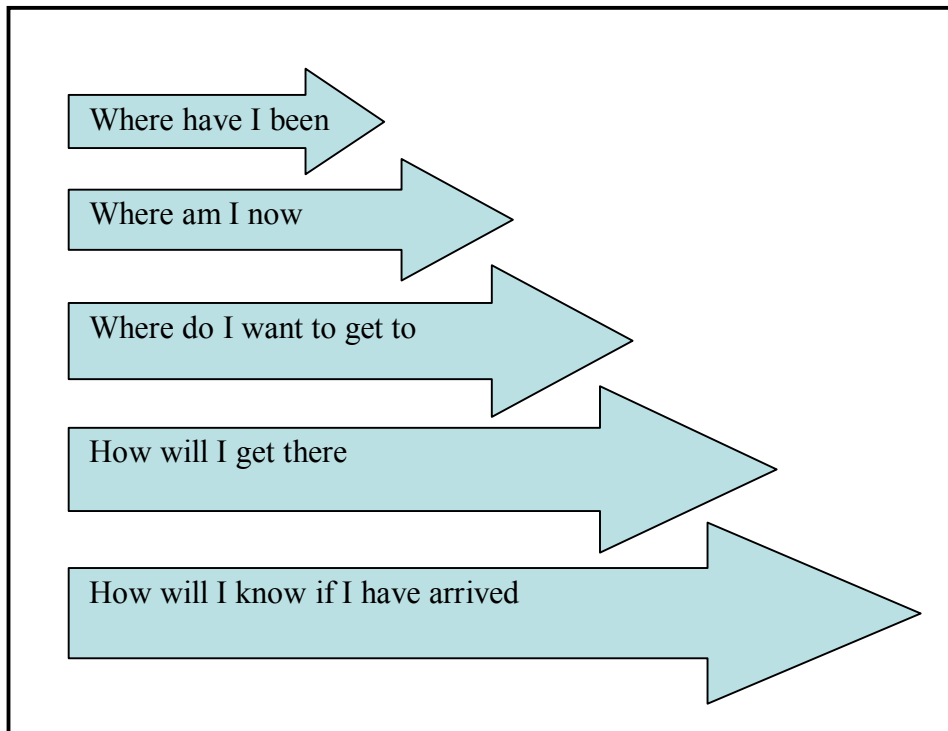 Where have I been
Where am I now
Where do I want to get to
How will I get there
How will I know if I have arrived